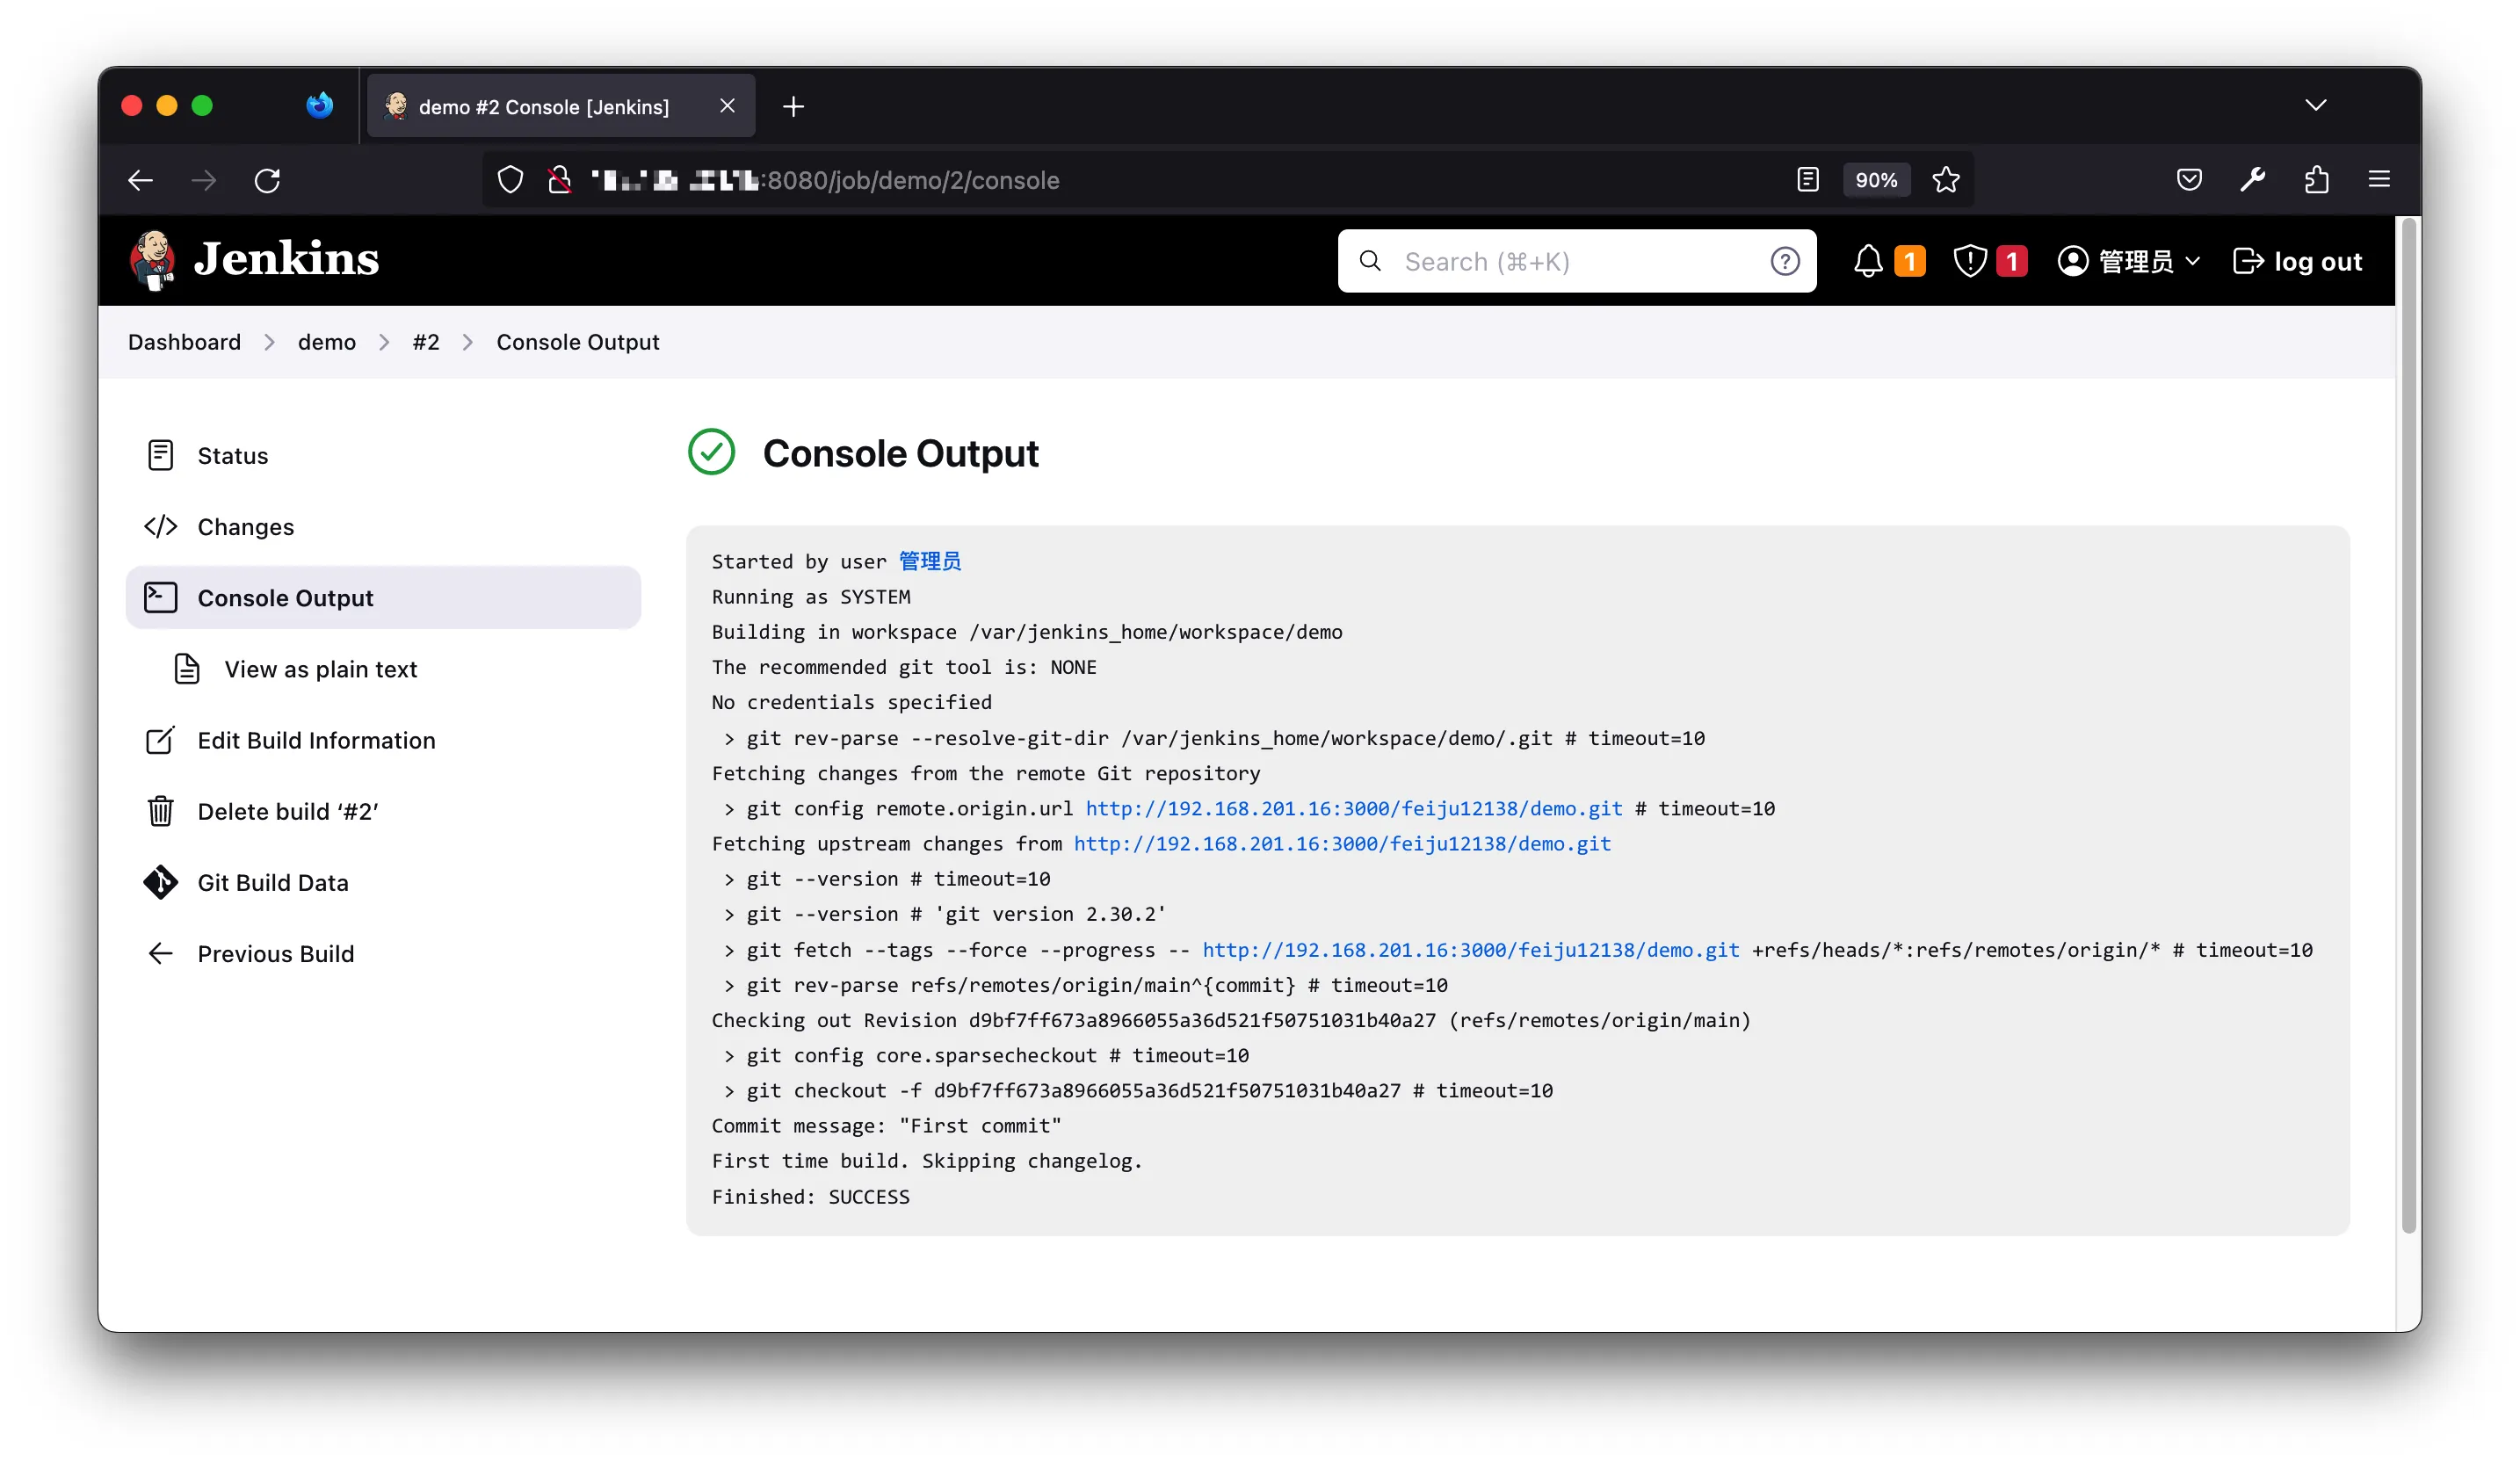 demo #2 Console [Jenkins]
:8080/job/demo/2/console
90%
Jenkins
Search (⌘+K)
1
1
管理员
log out
Dashboard > demo > #2 > Console Output
Status
Changes
Console Output
View as plain text
Edit Build Information
Delete build ‘#2’
Git Build Data
Previous Build
Console Output
Started by user 管理员
Running as SYSTEM
Building in workspace /var/jenkins_home/workspace/demo
The recommended git tool is: NONE
No credentials specified
> git rev-parse --resolve-git-dir /var/jenkins_home/workspace/demo/.git # timeout=10
Fetching changes from the remote Git repository
> git config remote.origin.url http://192.168.201.16:3000/feiju12138/demo.git # timeout=10
Fetching upstream changes from http://192.168.201.16:3000/feiju12138/demo.git
> git --version # timeout=10
> git --version # 'git version 2.30.2'
> git fetch --tags --force --progress -- http://192.168.201.16:3000/feiju12138/demo.git +refs/heads/*:refs/remotes/origin/* # timeout=10
> git rev-parse refs/remotes/origin/main^{commit} # timeout=10
Checking out Revision d9bf7ff673a8966055a36d521f50751031b40a27 (refs/remotes/origin/main)
> git config core.sparsecheckout # timeout=10
> git checkout -f d9bf7ff673a8966055a36d521f50751031b40a27 # timeout=10
Commit message: "First commit"
First time build. Skipping changelog.
Finished: SUCCESS